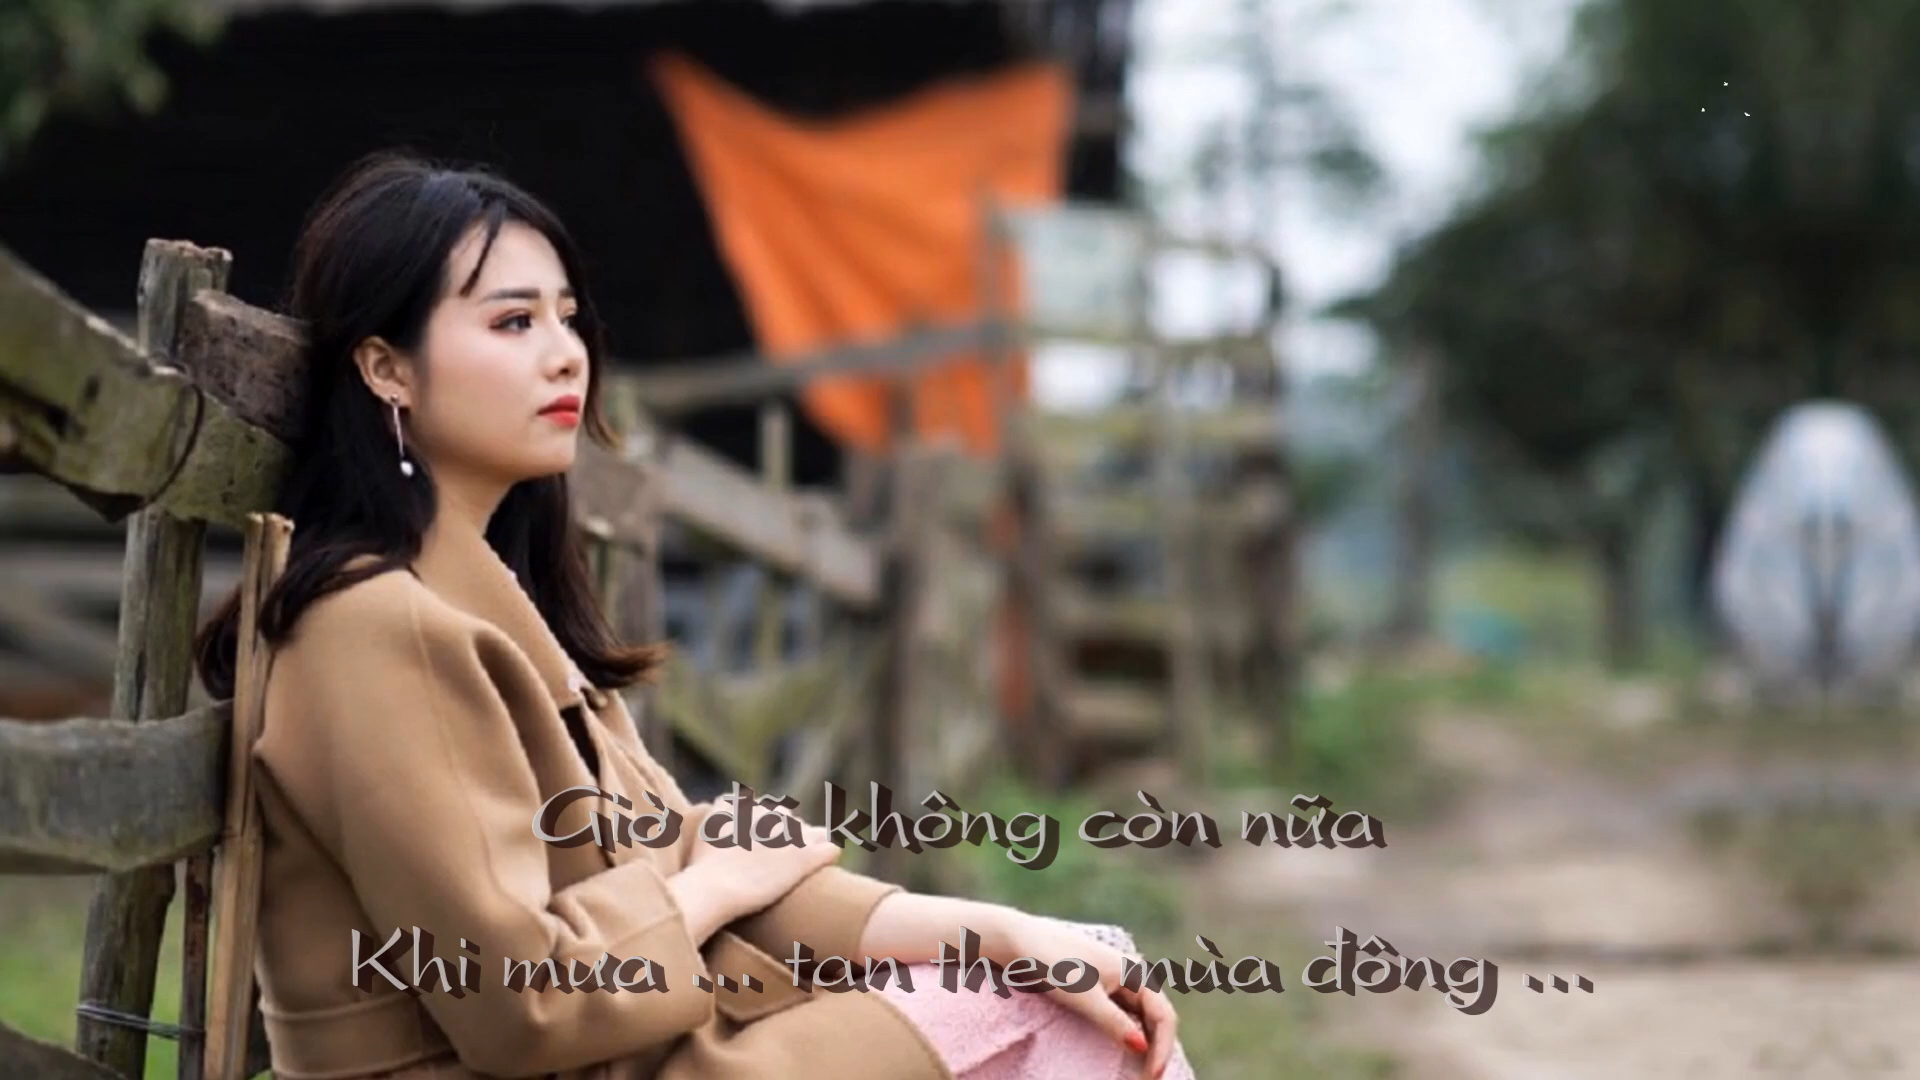 Giờ đã không còn nữa
Khi mưa ... tan theo mùa đông ...